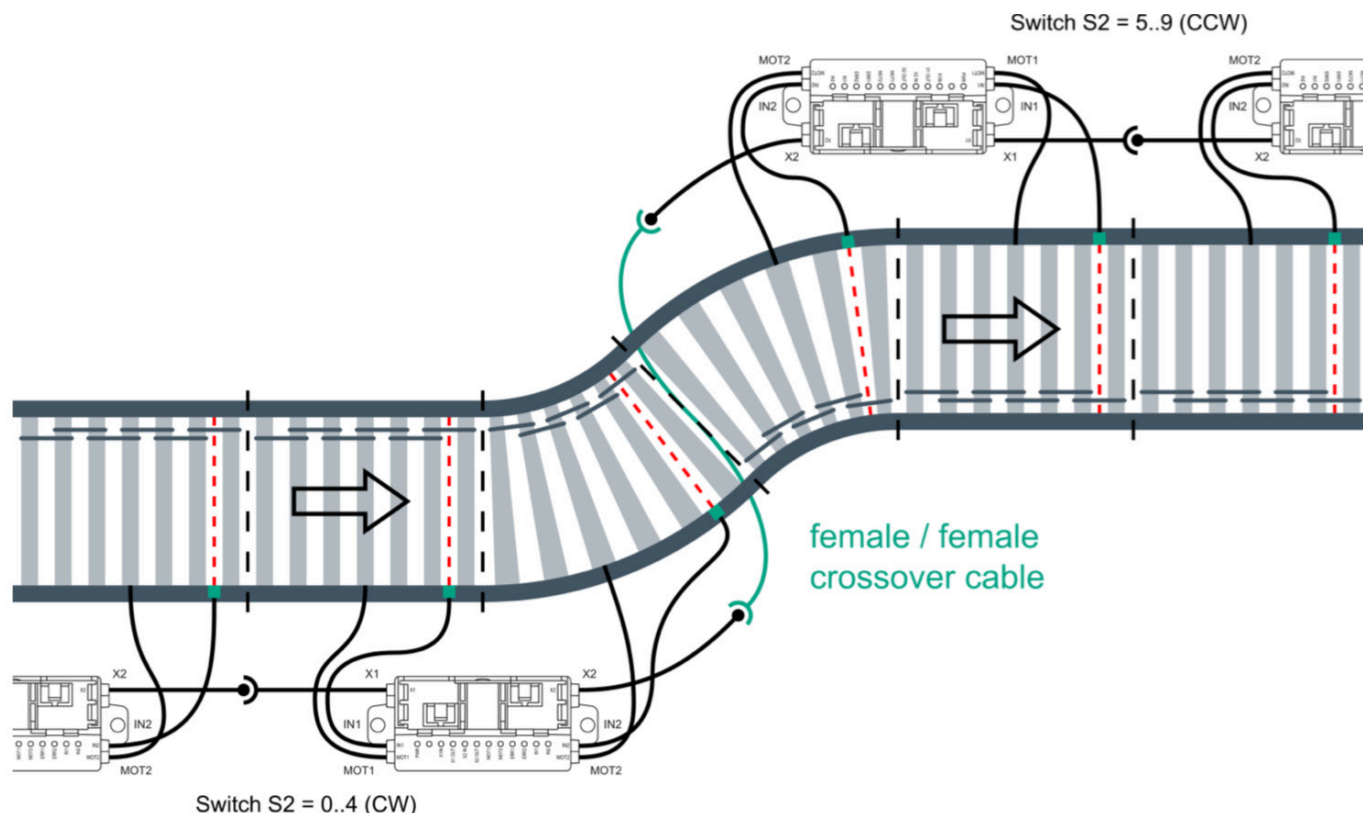 Switch S2 = 5..9 (CCW)
MOT2
MOT1
MOT2
IN2
IN1
IN2
X2
X1
X2
female / female
crossover cable
X2
X1
X2
IN2
IN1
IN2
MOT2
MOT1
MOT2
Switch S2 = 0..4 (CW)